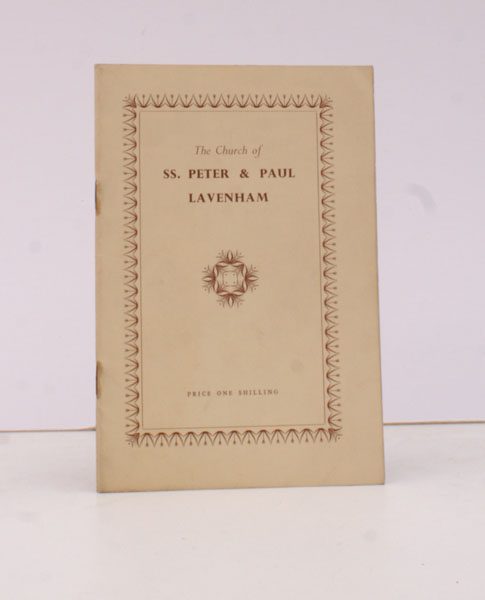 The Church of
SS. PETER & PAUL
LAVENHAM
PRICE ONE SHILLING